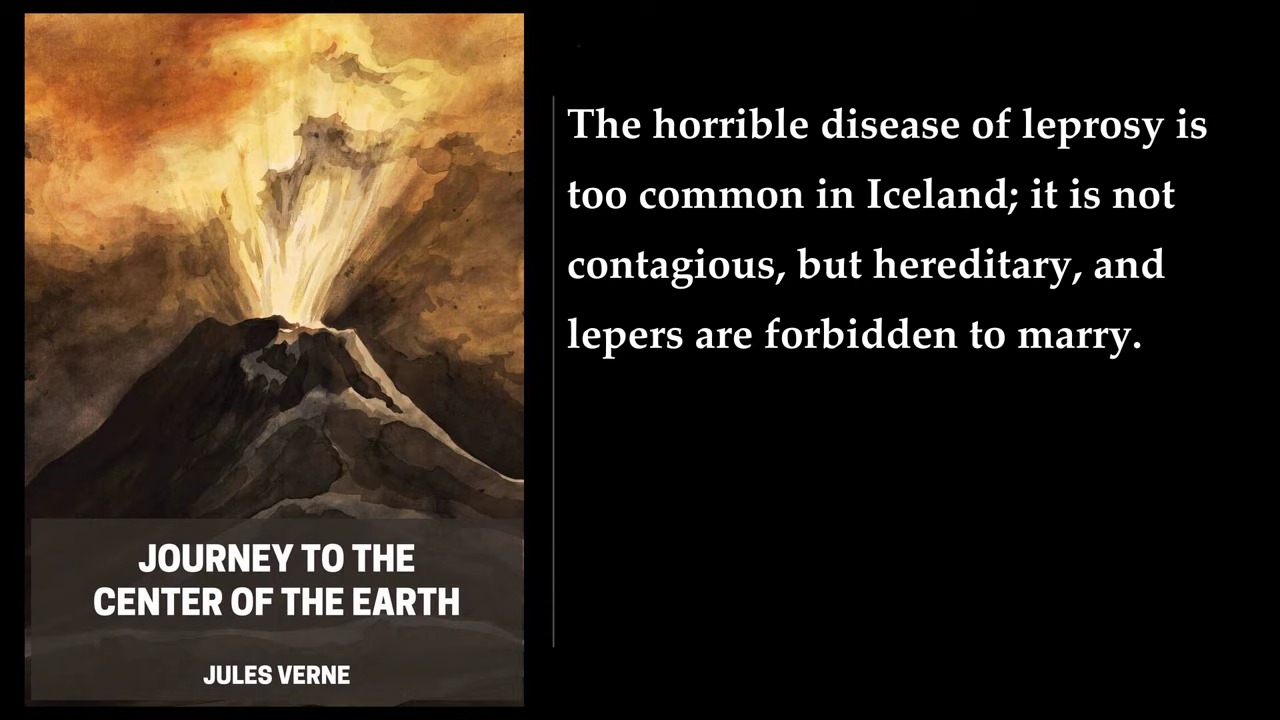 The horrible disease of leprosy is
too common in Iceland; it is not
contagious, but hereditary, and
lepers are forbidden to marry.
JOURNEY TO THE
CENTER OF THE EARTH
JULES VERNE